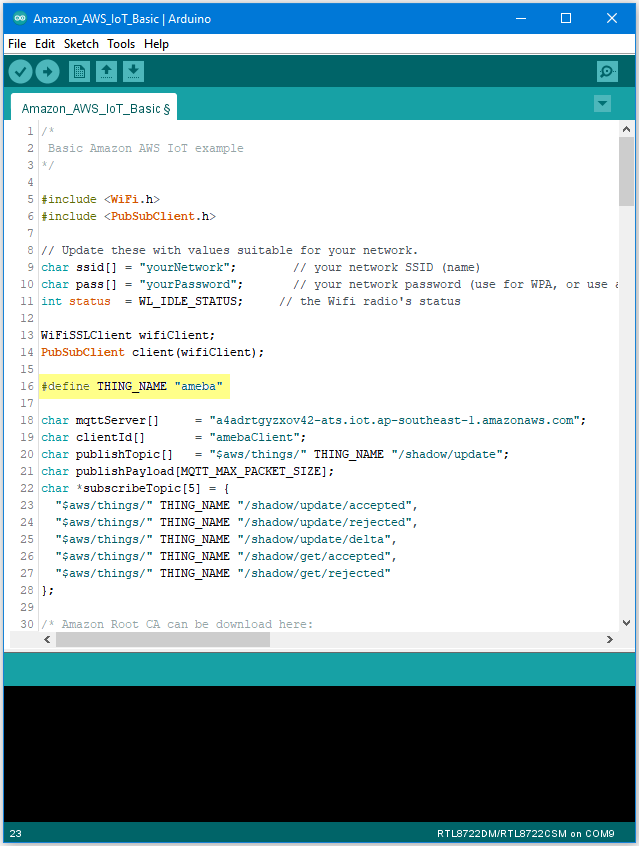 Amazon_AWS_IoT_Basic | Arduino
File Edit Sketch Tools Help
Amazon_AWS_IoT_Basic §
1 /*
2  Basic Amazon AWS IoT example
3 */
4
5 #include <WiFi.h>
6 #include <PubSubClient.h>
7
8 // Update these with values suitable for your network.
9 char ssid[] = "yourNetwork";        // your network SSID (name)
10 char pass[] = "yourPassword";       // your network password (use for WPA, or use a
11 int status  = WL_IDLE_STATUS;     // the Wifi radio's status
12
13 WiFiSSLClient wifiClient;
14 PubSubClient client(wifiClient);
15
16 #define THING_NAME "ameba"
17
18 char mqttServer[]     = "a4adrtgyzxov42-ats.iot.ap-southeast-1.amazonaws.com";
19 char clientId[]       = "amebaClient";
20 char publishTopic[]   = "$aws/things/" THING_NAME "/shadow/update";
21 char publishPayload[MQTT_MAX_PACKET_SIZE];
22 char *subscribeTopic[5] = {
23   "$aws/things/" THING_NAME "/shadow/update/accepted",
24   "$aws/things/" THING_NAME "/shadow/update/rejected",
25   "$aws/things/" THING_NAME "/shadow/update/delta",
26   "$aws/things/" THING_NAME "/shadow/get/accepted",
27   "$aws/things/" THING_NAME "/shadow/get/rejected"
28 };
29
30 /* Amazon Root CA can be download here:
23 RTL8722DM/RTL8722CSM on COM9